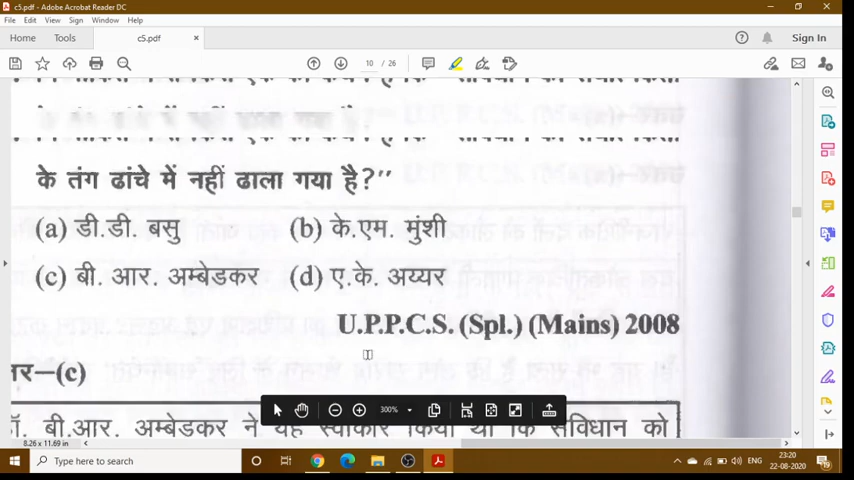 c5.pdf - Adobe Acrobat Reader DC
File Edit View Sign Window Help
Home Tools c5.pdf × Sign In
10 / 26
के तंग ढांचे में नहीं ढाला गया है?''
(a) डी.डी. बसु (b) के.एम. मुंशी
(c) बी. आर. अम्बेडकर (d) ए.के. अय्यर
U.P.P.C.S. (Spl.) (Mains) 2008
तर–(c)
300%
बी.आर. अम्बेडकर ने यह स्वीकार किया था कि संविधान को
8.26 x 11.69 in
Type here to search
23:20
22-08-2020
19